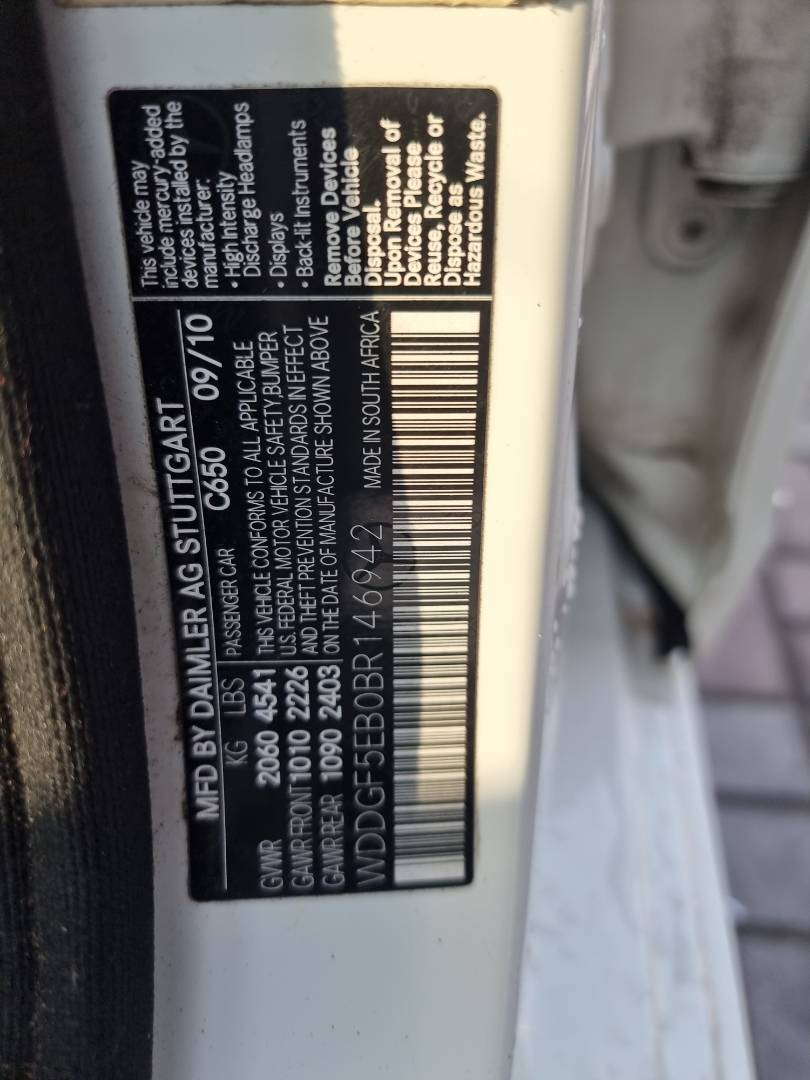 MFD BY DAIMLER AG STUTTGART
KG LBS PASSENGER CAR C650 09/10
GVWR 2060 4541 THIS VEHICLE CONFORMS TO ALL APPLICABLE
GAWR FRONT 1010 2226 U.S. FEDERAL MOTOR VEHICLE SAFETY,BUMPER
GAWR REAR 1090 2403 AND THEFT PREVENTION STANDARDS IN EFFECT
ON THE DATE OF MANUFACTURE SHOWN ABOVE
WDDGF5EB0BR146942 MADE IN SOUTH AFRICA
This vehicle may
include mercury-added
devices installed by the
manufacturer:
• High Intensity
Discharge Headlamps
• Displays
• Back-lit Instruments
Remove Devices
Before Vehicle
Disposal.
Upon Removal of
Devices Please
Reuse, Recycle or
Dispose as
Hazardous Waste.